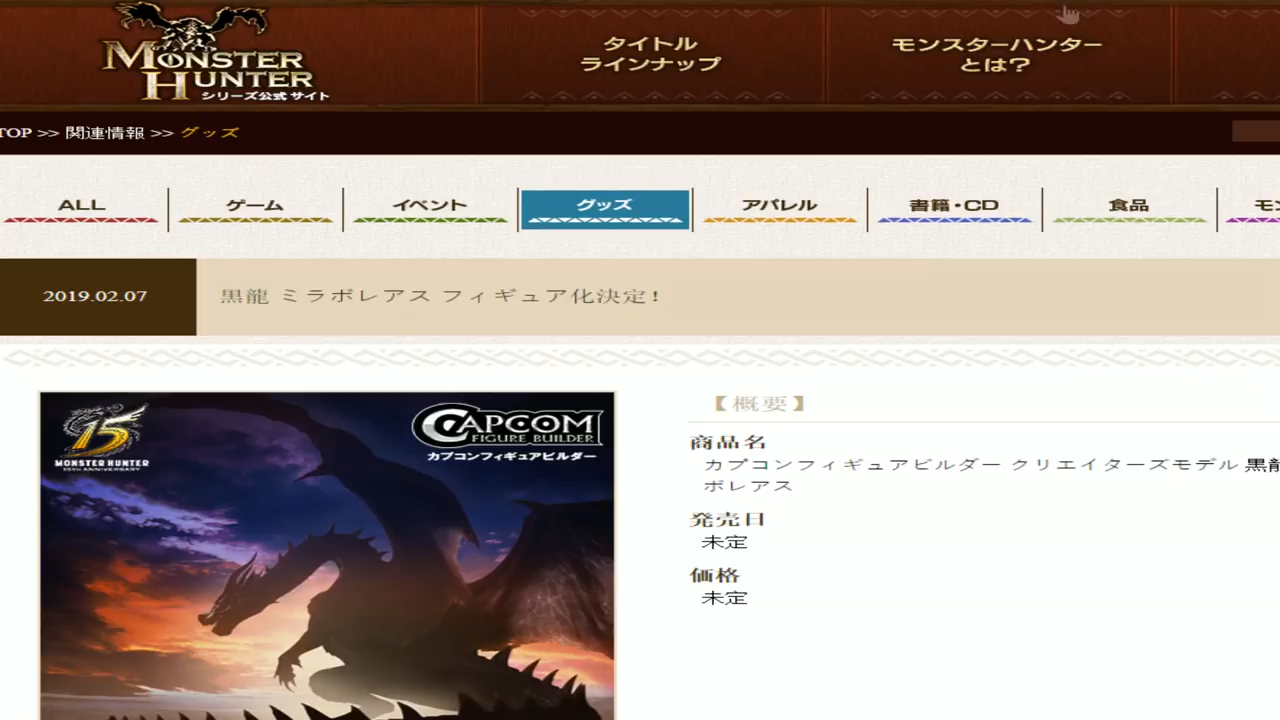 MONSTER
HUNTER
シリーズ公式サイト
タイトル
ラインナップ
モンスターハンター
とは?
TOP >> 関連情報 >> グッズ
ALL
ゲーム
イベント
グッズ
アパレル
書籍・CD
食品
モン
2019.02.07
黒龍 ミラボレアス フィギュア化決定!
15
MONSTER HUNTER
15TH ANNIVERSARY
CAPCOM
FIGURE BUILDER
カプコンフィギュアビルダー
【概要】
商品名
カプコンフィギュアビルダー クリエイターズモデル 黒龍
ボレアス
発売日
未定
価格
未定